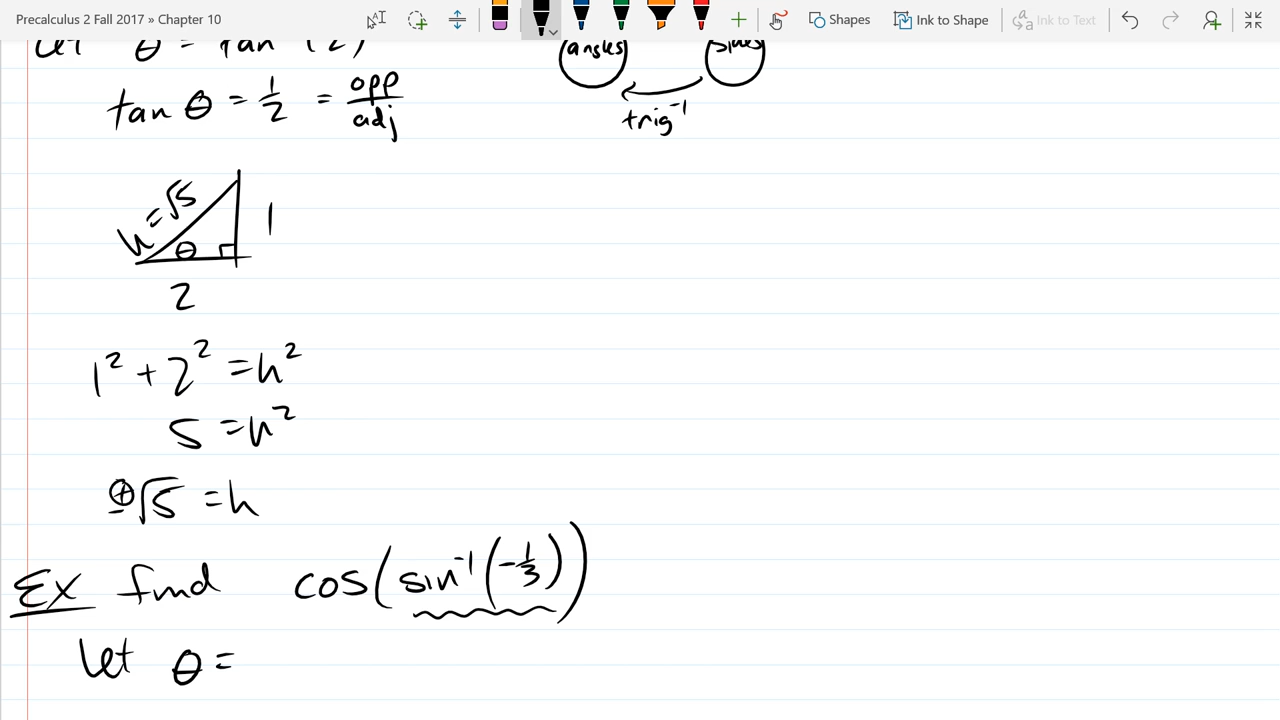 Precalculus 2 Fall 2017 » Chapter 10
Shapes
Ink to Shape
Ink to Text
Let θ = tan (2)
angles
sides
tan θ = 1/2 = opp/adj
trig⁻¹
h = √5
θ
1
2
1² + 2² = h²
5 = h²
±√5 = h
Ex find cos(sin⁻¹(-1/3))
Let θ =